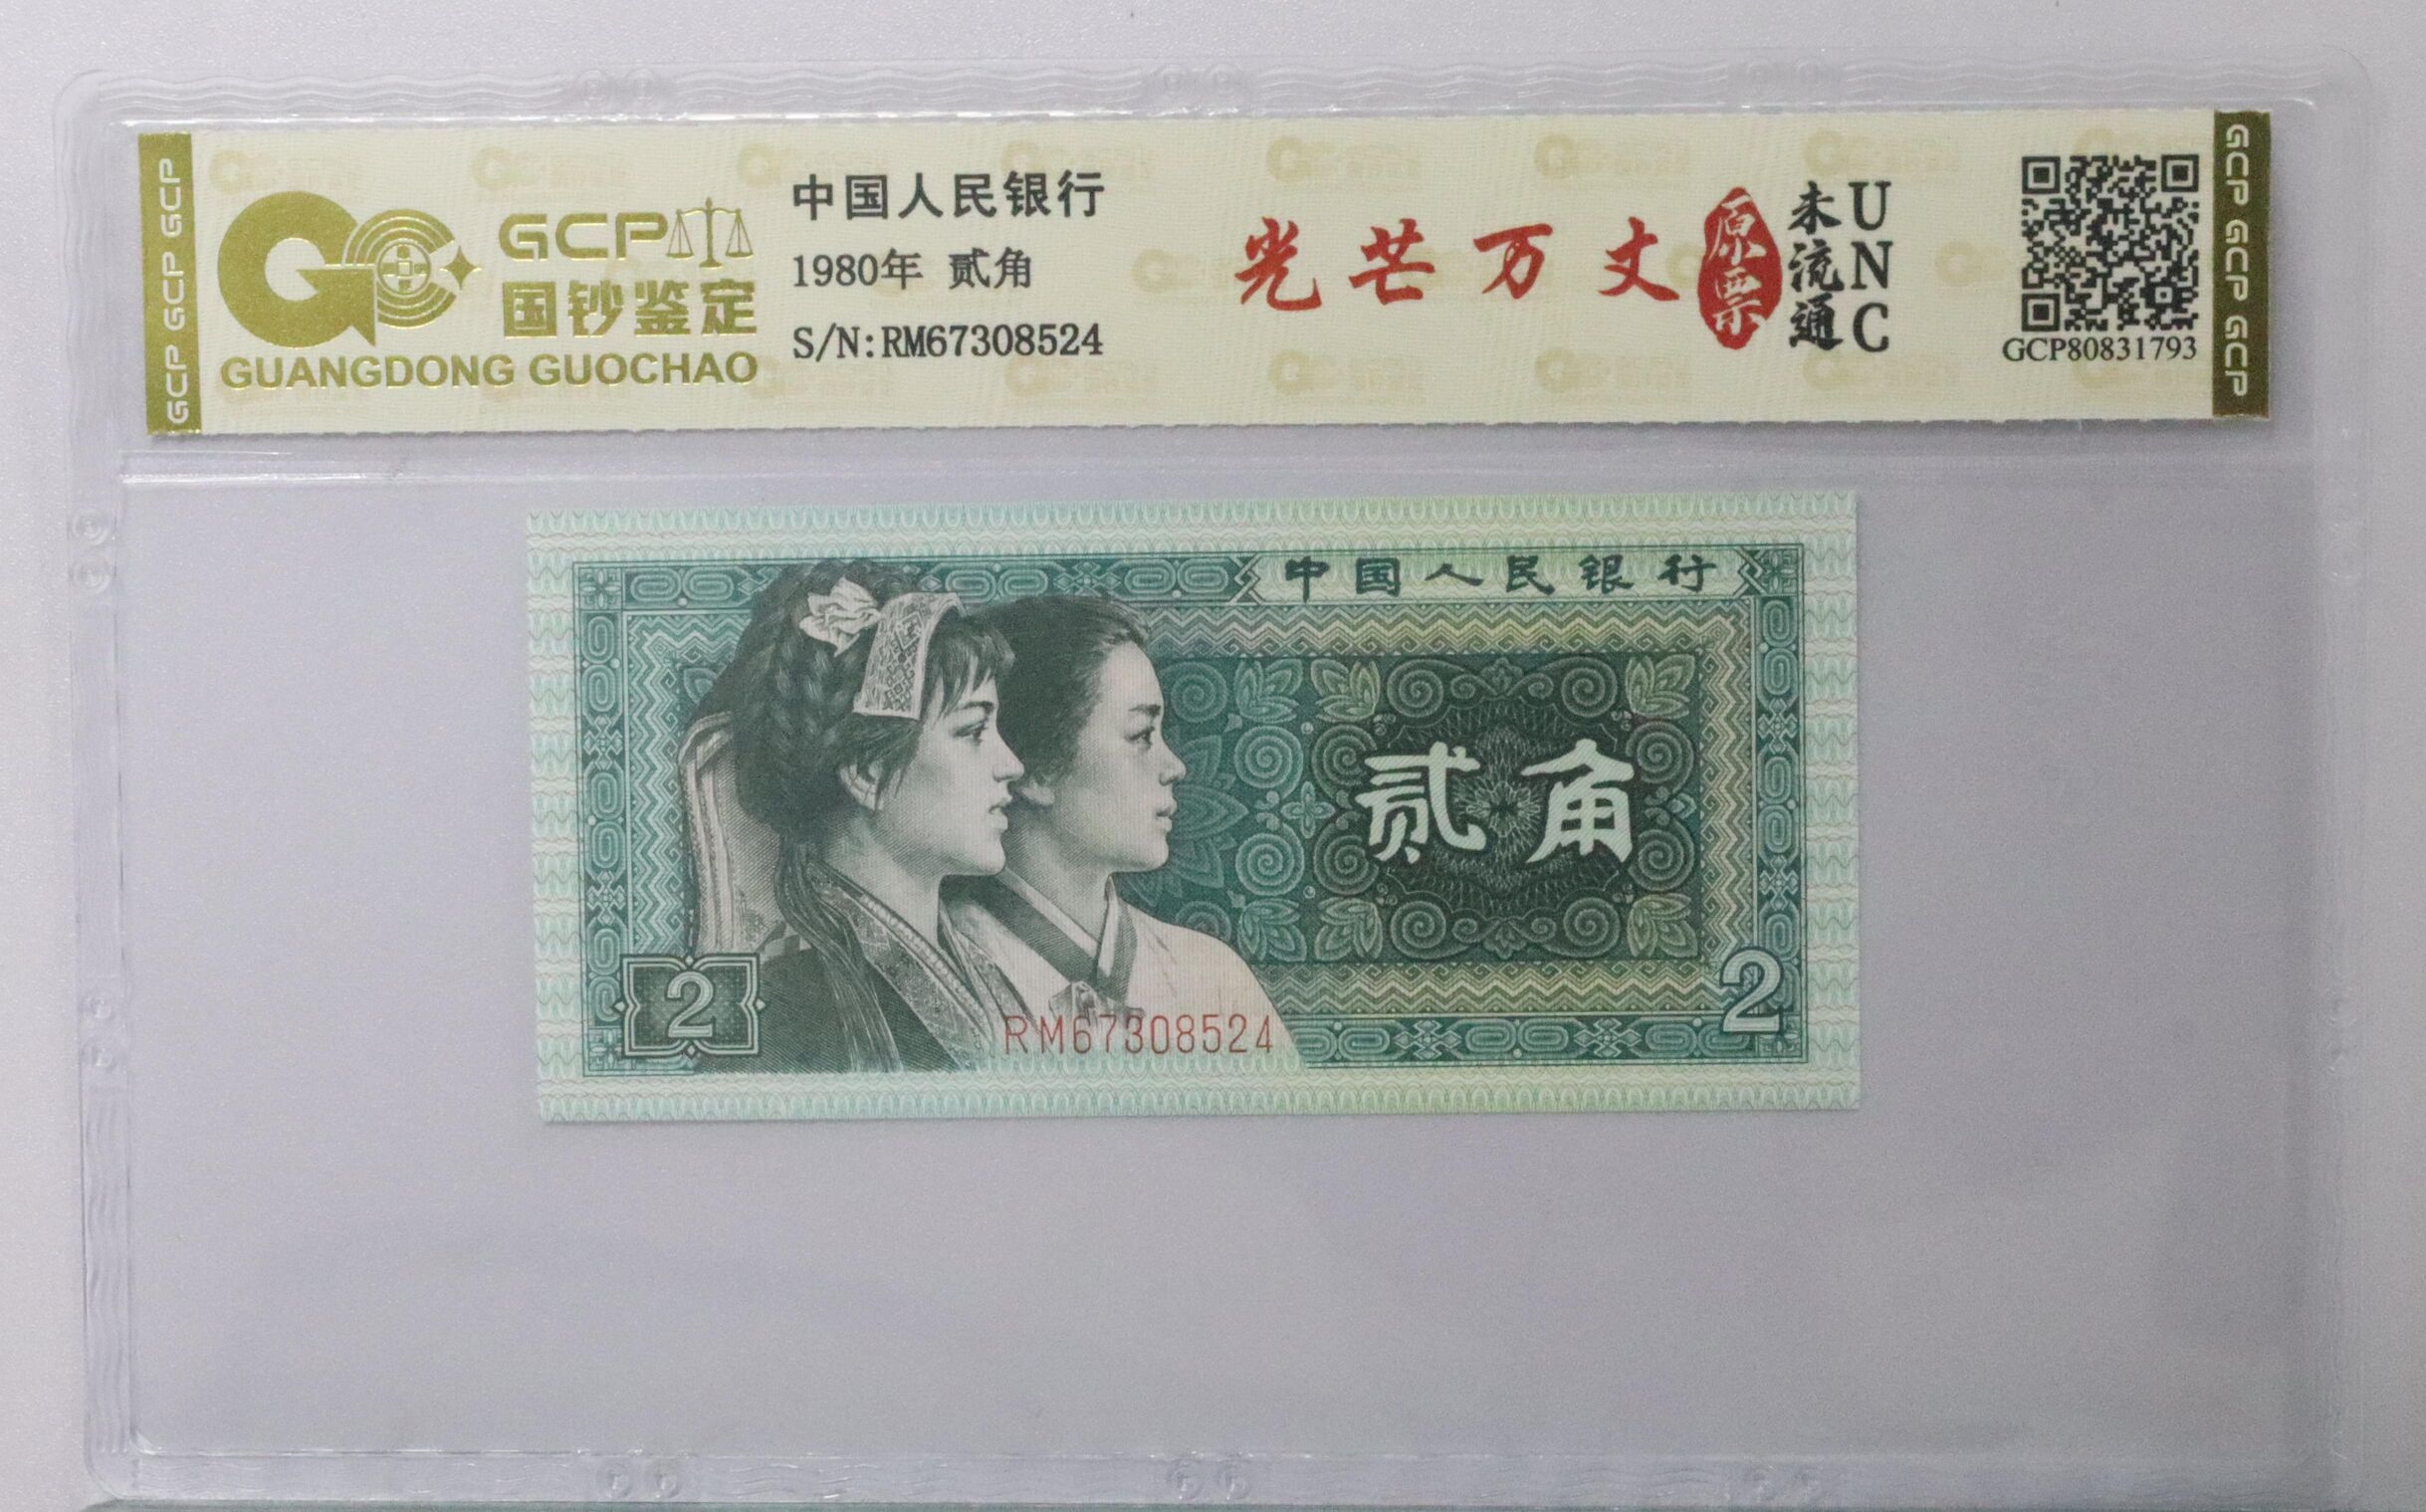 GCP GCP GCP
GCP
国钞鉴定
GUANGDONG GUOCHAO
中国人民银行
1980年 贰角
S/N:RM67308524
光芒万丈
原票
未流通
UNC
GCP80831793
GCP GCP GCP GCP
中国人民银行
贰角
2
2
RM67308524